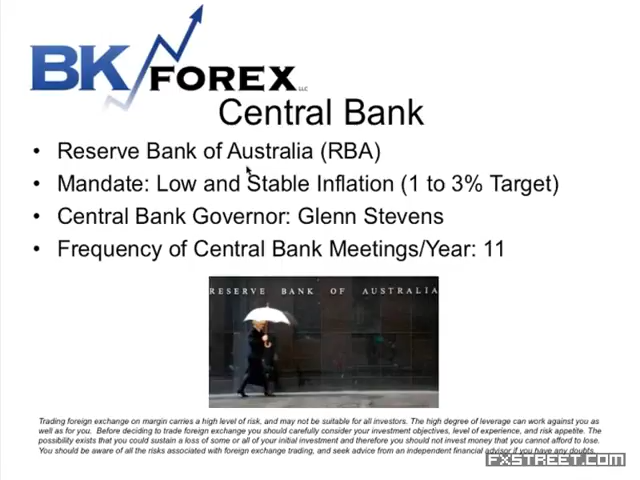 BK FOREX LLC
Central Bank
• Reserve Bank of Australia (RBA)
• Mandate: Low and Stable Inflation (1 to 3% Target)
• Central Bank Governor: Glenn Stevens
• Frequency of Central Bank Meetings/Year: 11
RESERVE BANK OF AUSTRALIA
Trading foreign exchange on margin carries a high level of risk, and may not be suitable for all investors. The high degree of leverage can work against you as
well as for you. Before deciding to trade foreign exchange you should carefully consider your investment objectives, level of experience, and risk appetite. The
possibility exists that you could sustain a loss of some or all of your initial investment and therefore you should not invest money that you cannot afford to lose.
You should be aware of all the risks associated with foreign exchange trading, and seek advice from an independent financial advisor if you have any doubts.
FXSTREET.COM